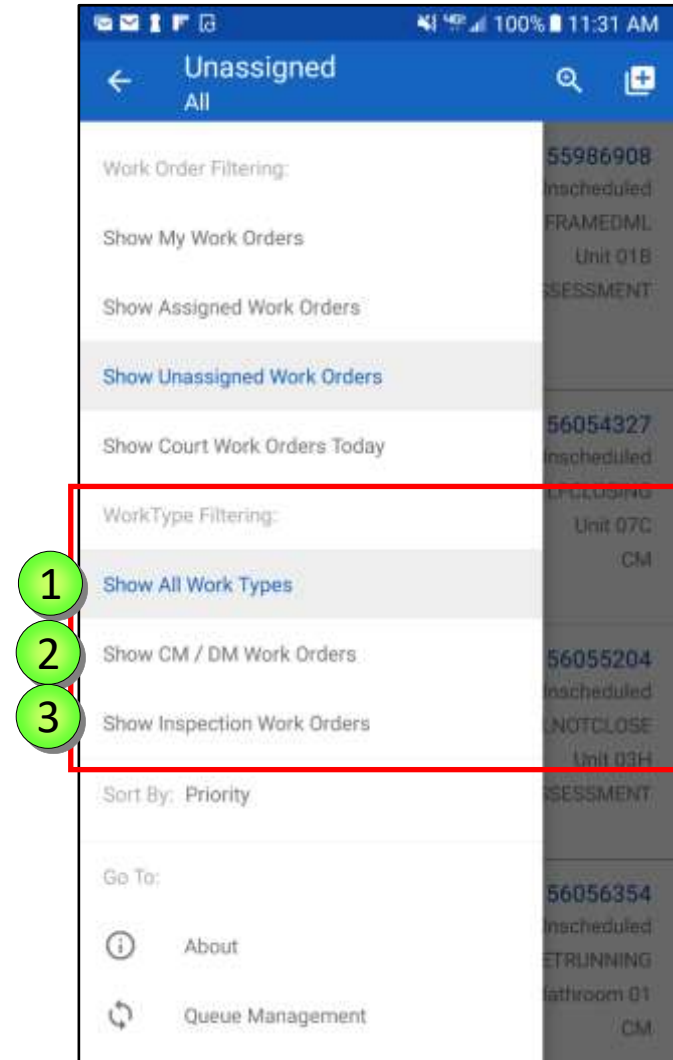 100% 11:31 AM
Unassigned
All
Work Order Filtering:
Show My Work Orders
Show Assigned Work Orders
Show Unassigned Work Orders
Show Court Work Orders Today
WorkType Filtering:
1 Show All Work Types
2 Show CM / DM Work Orders
3 Show Inspection Work Orders
Sort By: Priority
Go To:
About
Queue Management
55986908
nscheduled
FRAMEDML
Unit 01B
SSESSMENT
56054327
nscheduled
LFCLOSING
Unit 07C
CM
56055204
nscheduled
LNOTCLOSE
Unit 03H
SSESSMENT
56056354
nscheduled
ETRUNNING
athroom 01
CM